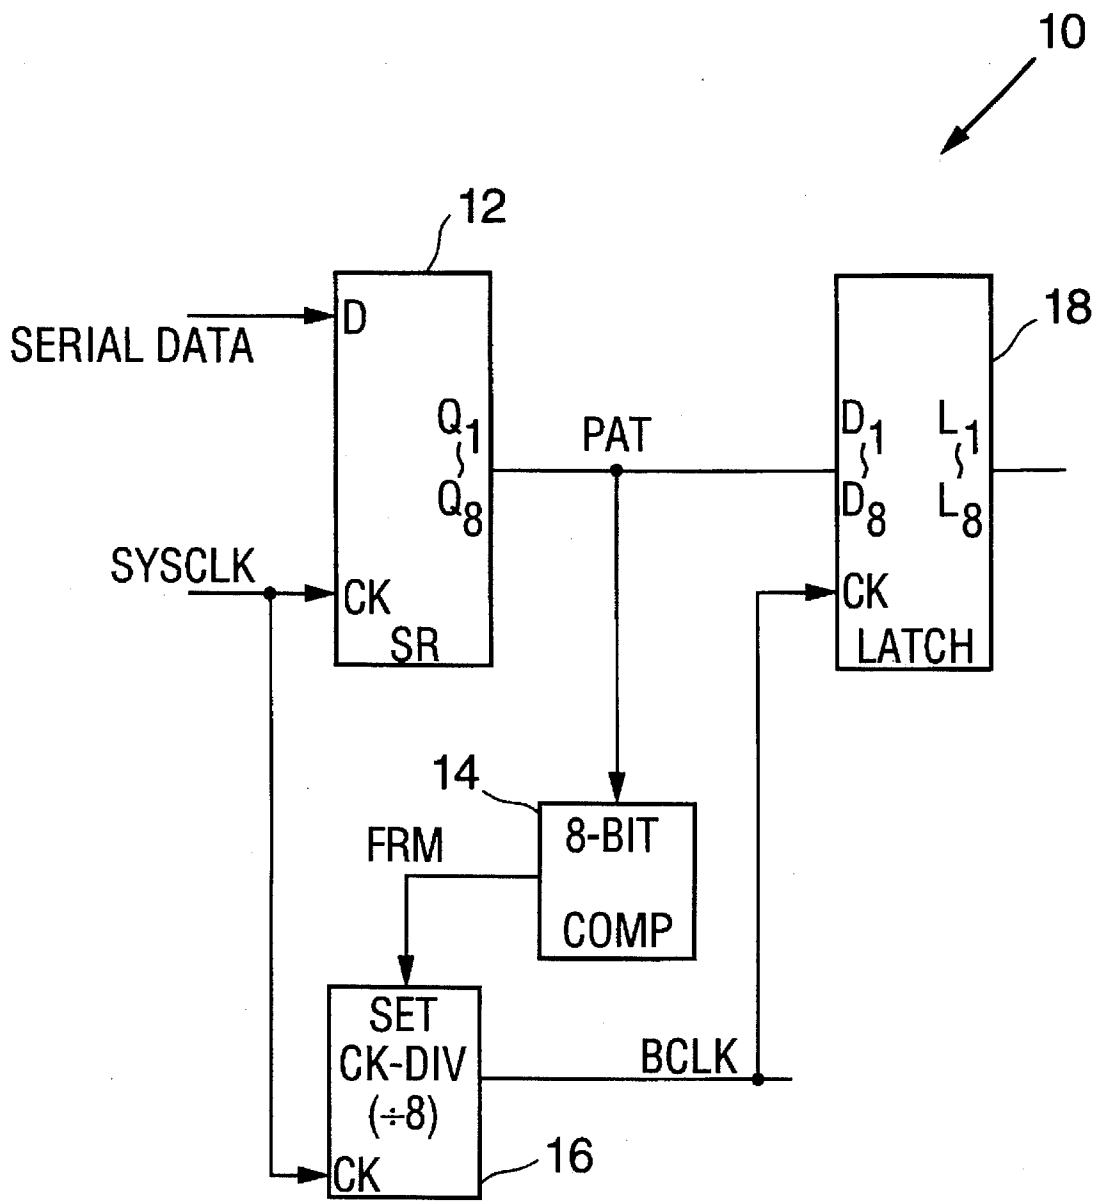 10
12
D
SERIAL DATA
18
Q1
Q8
PAT
D1
D8
L1
L8
SYSCLK
CK
SR
CK
LATCH
14
8-BIT
COMP
FRM
SET
CK-DIV
(÷8)
CK
BCLK
16